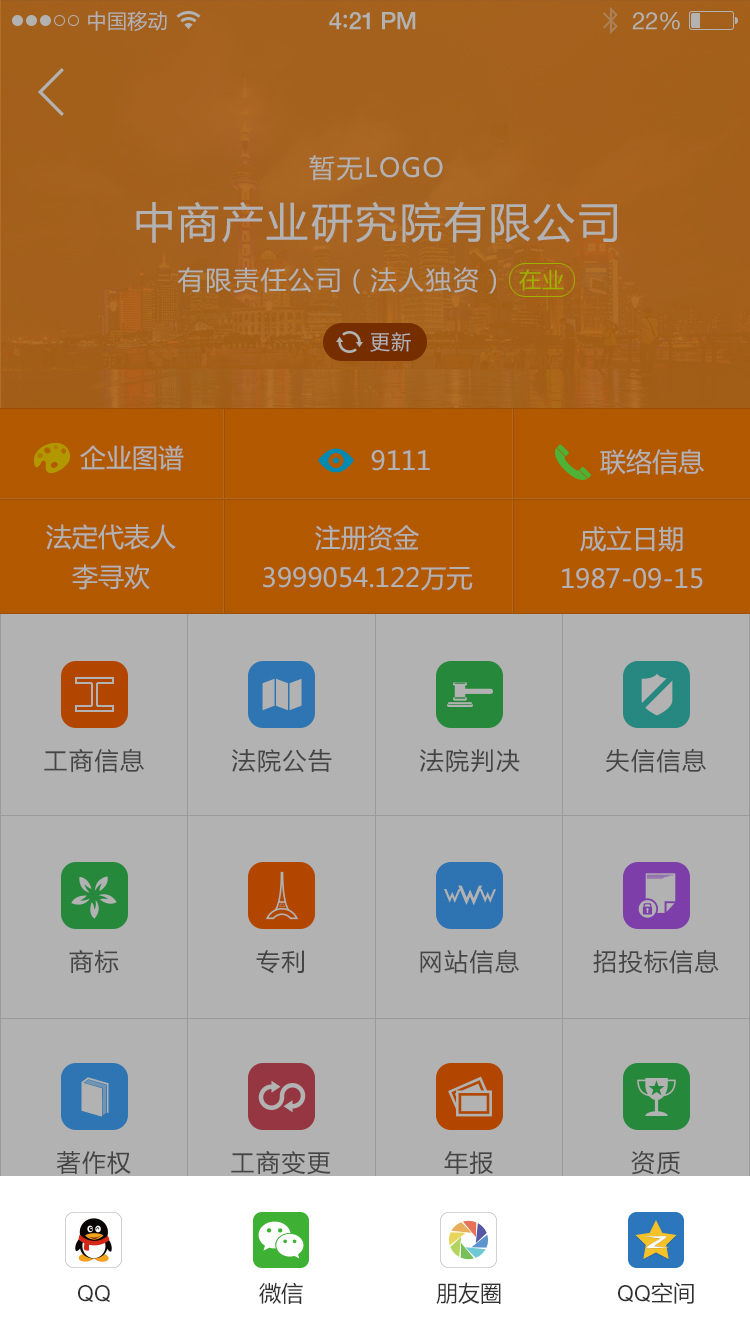 中国移动 4:21 PM 22%
暂无LOGO
中商产业研究院有限公司
有限责任公司（法人独资） 在业
更新
企业图谱 9111 联络信息
法定代表人 注册资金 成立日期
李寻欢 3999054.122万元 1987-09-15
工商信息 法院公告 法院判决 失信信息
商标 专利 网站信息 招投标信息
著作权 工商变更 年报 资质
QQ 微信 朋友圈 QQ空间